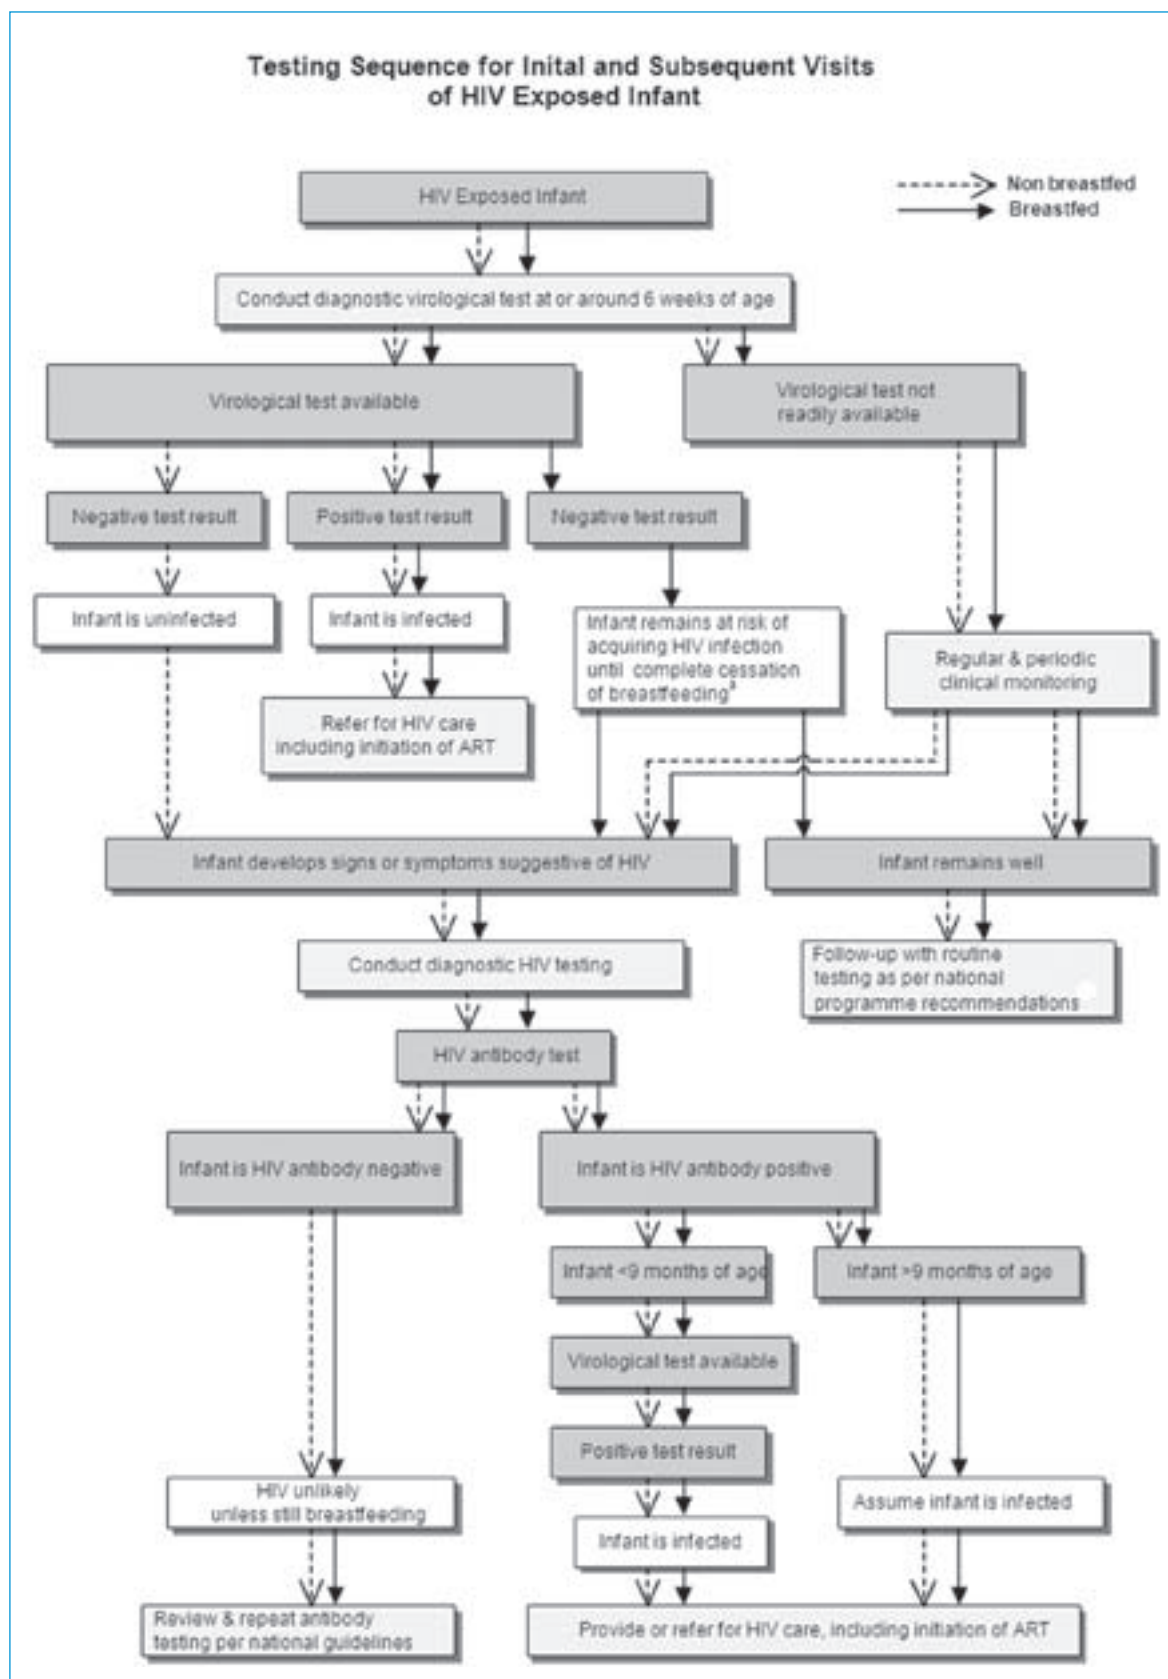 Testing Sequence for Inital and Subsequent Visits
of HIV Exposed Infant
Non breastfed
Breastfed
HIV Exposed Infant
Conduct diagnostic virological test at or around 6 weeks of age
Virological test available
Virological test not
readily available
Negative test result
Positive test result
Negative test result
Infant is uninfected
Infant is infected
Infant remains at risk of
acquiring HIV infection
until complete cessation
of breastfeeding
Regular & periodic
clinical monitoring
Refer for HIV care
including initiation of ART
Infant develops signs or symptoms suggestive of HIV
Infant remains well
Conduct diagnostic HIV testing
Follow-up with routine
testing as per national
programme recommendations
HIV antibody test
Infant is HIV antibody negative
Infant is HIV antibody positive
Infant <9 months of age
Infant >9 months of age
Virological test available
Positive test result
HIV unlikely
unless still breastfeeding
Assume infant is infected
Infant is infected
Review & repeat antibody
testing per national guidelines
Provide or refer for HIV care, including initiation of ART